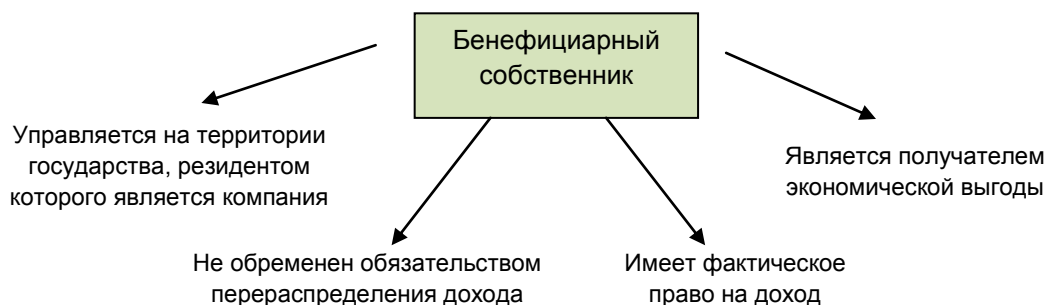 Бенефициарный
собственник
Управляется на территории
государства, резидентом
которого является компания
Является получателем
экономической выгоды
Не обременен обязательством
перераспределения дохода
Имеет фактическое
право на доход